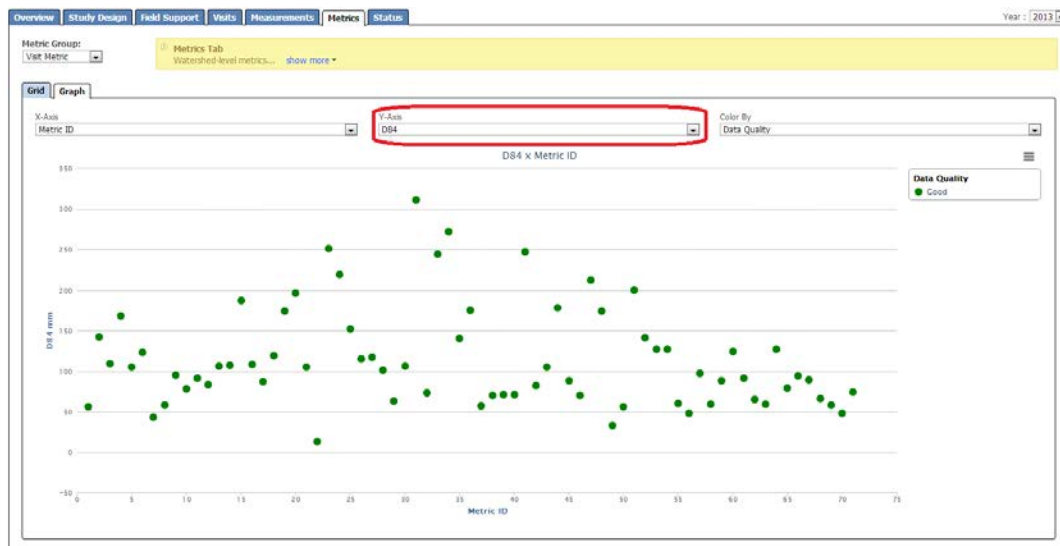 Overview Study Design Field Support Visits Measurements Metrics Status Year : 2013
Metric Group:
Visit Metric
Metrics Tab
Watershed-level metrics... show more
Grid Graph
X-Axis Y-Axis Color By
Metric ID D84 Data Quality
D84 x Metric ID
Data Quality
Good
350
300
250
200
150
100
50
0
-50
D84 mm
0 5 10 15 20 25 30 35 40 45 50 55 60 65 70 75
Metric ID